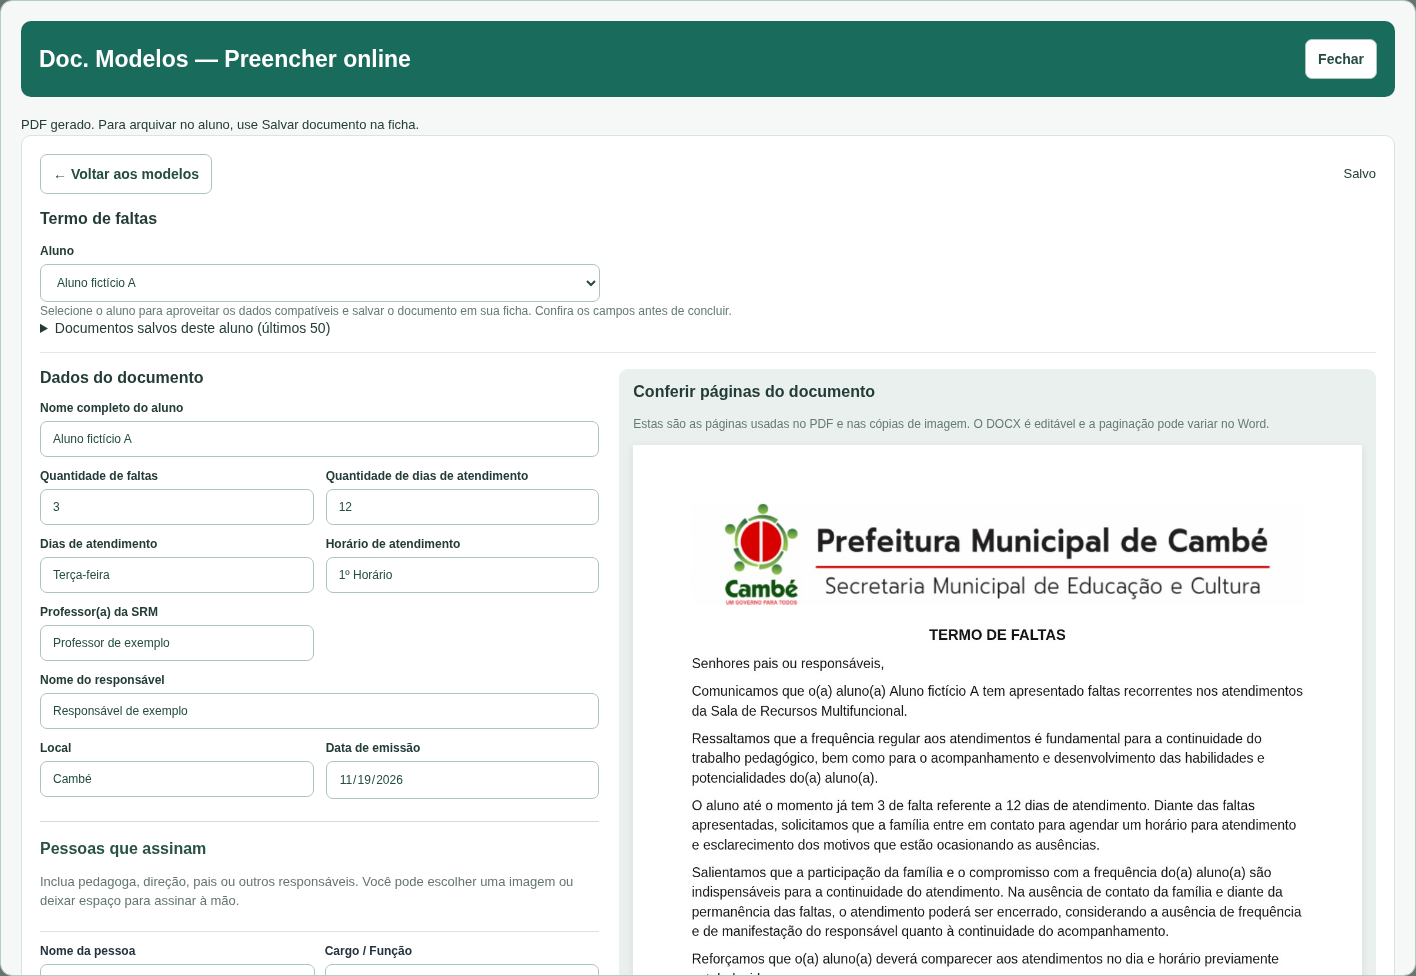 Doc. Modelos — Preencher online
Fechar
PDF gerado. Para arquivar no aluno, use Salvar documento na ficha.
← Voltar aos modelos
Salvo
Termo de faltas
Aluno
Aluno fictício A
Selecione o aluno para aproveitar os dados compatíveis e salvar o documento em sua ficha. Confira os campos antes de concluir.
▶ Documentos salvos deste aluno (últimos 50)
Dados do documento
Nome completo do aluno
Aluno fictício A
Quantidade de faltas
Quantidade de dias de atendimento
3
12
Dias de atendimento
Horário de atendimento
Terça-feira
1º Horário
Professor(a) da SRM
Professor de exemplo
Nome do responsável
Responsável de exemplo
Local
Data de emissão
Cambé
11/19/2026
Pessoas que assinam
Inclua pedagoga, direção, pais ou outros responsáveis. Você pode escolher uma imagem ou
deixar espaço para assinar à mão.
Nome da pessoa
Cargo / Função
Conferir páginas do documento
Estas são as páginas usadas no PDF e nas cópias de imagem. O DOCX é editável e a paginação pode variar no Word.
Cambé
UM GOVERNO PARA TODOS
Prefeitura Municipal de Cambé
Secretaria Municipal de Educação e Cultura
TERMO DE FALTAS
Senhores pais ou responsáveis,
Comunicamos que o(a) aluno(a) Aluno fictício A tem apresentado faltas recorrentes nos atendimentos
da Sala de Recursos Multifuncional.
Ressaltamos que a frequência regular aos atendimentos é fundamental para a continuidade do
trabalho pedagógico, bem como para o acompanhamento e desenvolvimento das habilidades e
potencialidades do(a) aluno(a).
O aluno até o momento já tem 3 de falta referente a 12 dias de atendimento. Diante das faltas
apresentadas, solicitamos que a família entre em contato para agendar um horário para atendimento
e esclarecimento dos motivos que estão ocasionando as ausências.
Salientamos que a participação da família e o compromisso com a frequência do(a) aluno(a) são
indispensáveis para a continuidade do atendimento. Na ausência de contato da família e diante da
permanência das faltas, o atendimento poderá ser encerrado, considerando a ausência de frequência
e de manifestação do responsável quanto à continuidade do acompanhamento.
Reforçamos que o(a) aluno(a) deverá comparecer aos atendimentos no dia e horário previamente